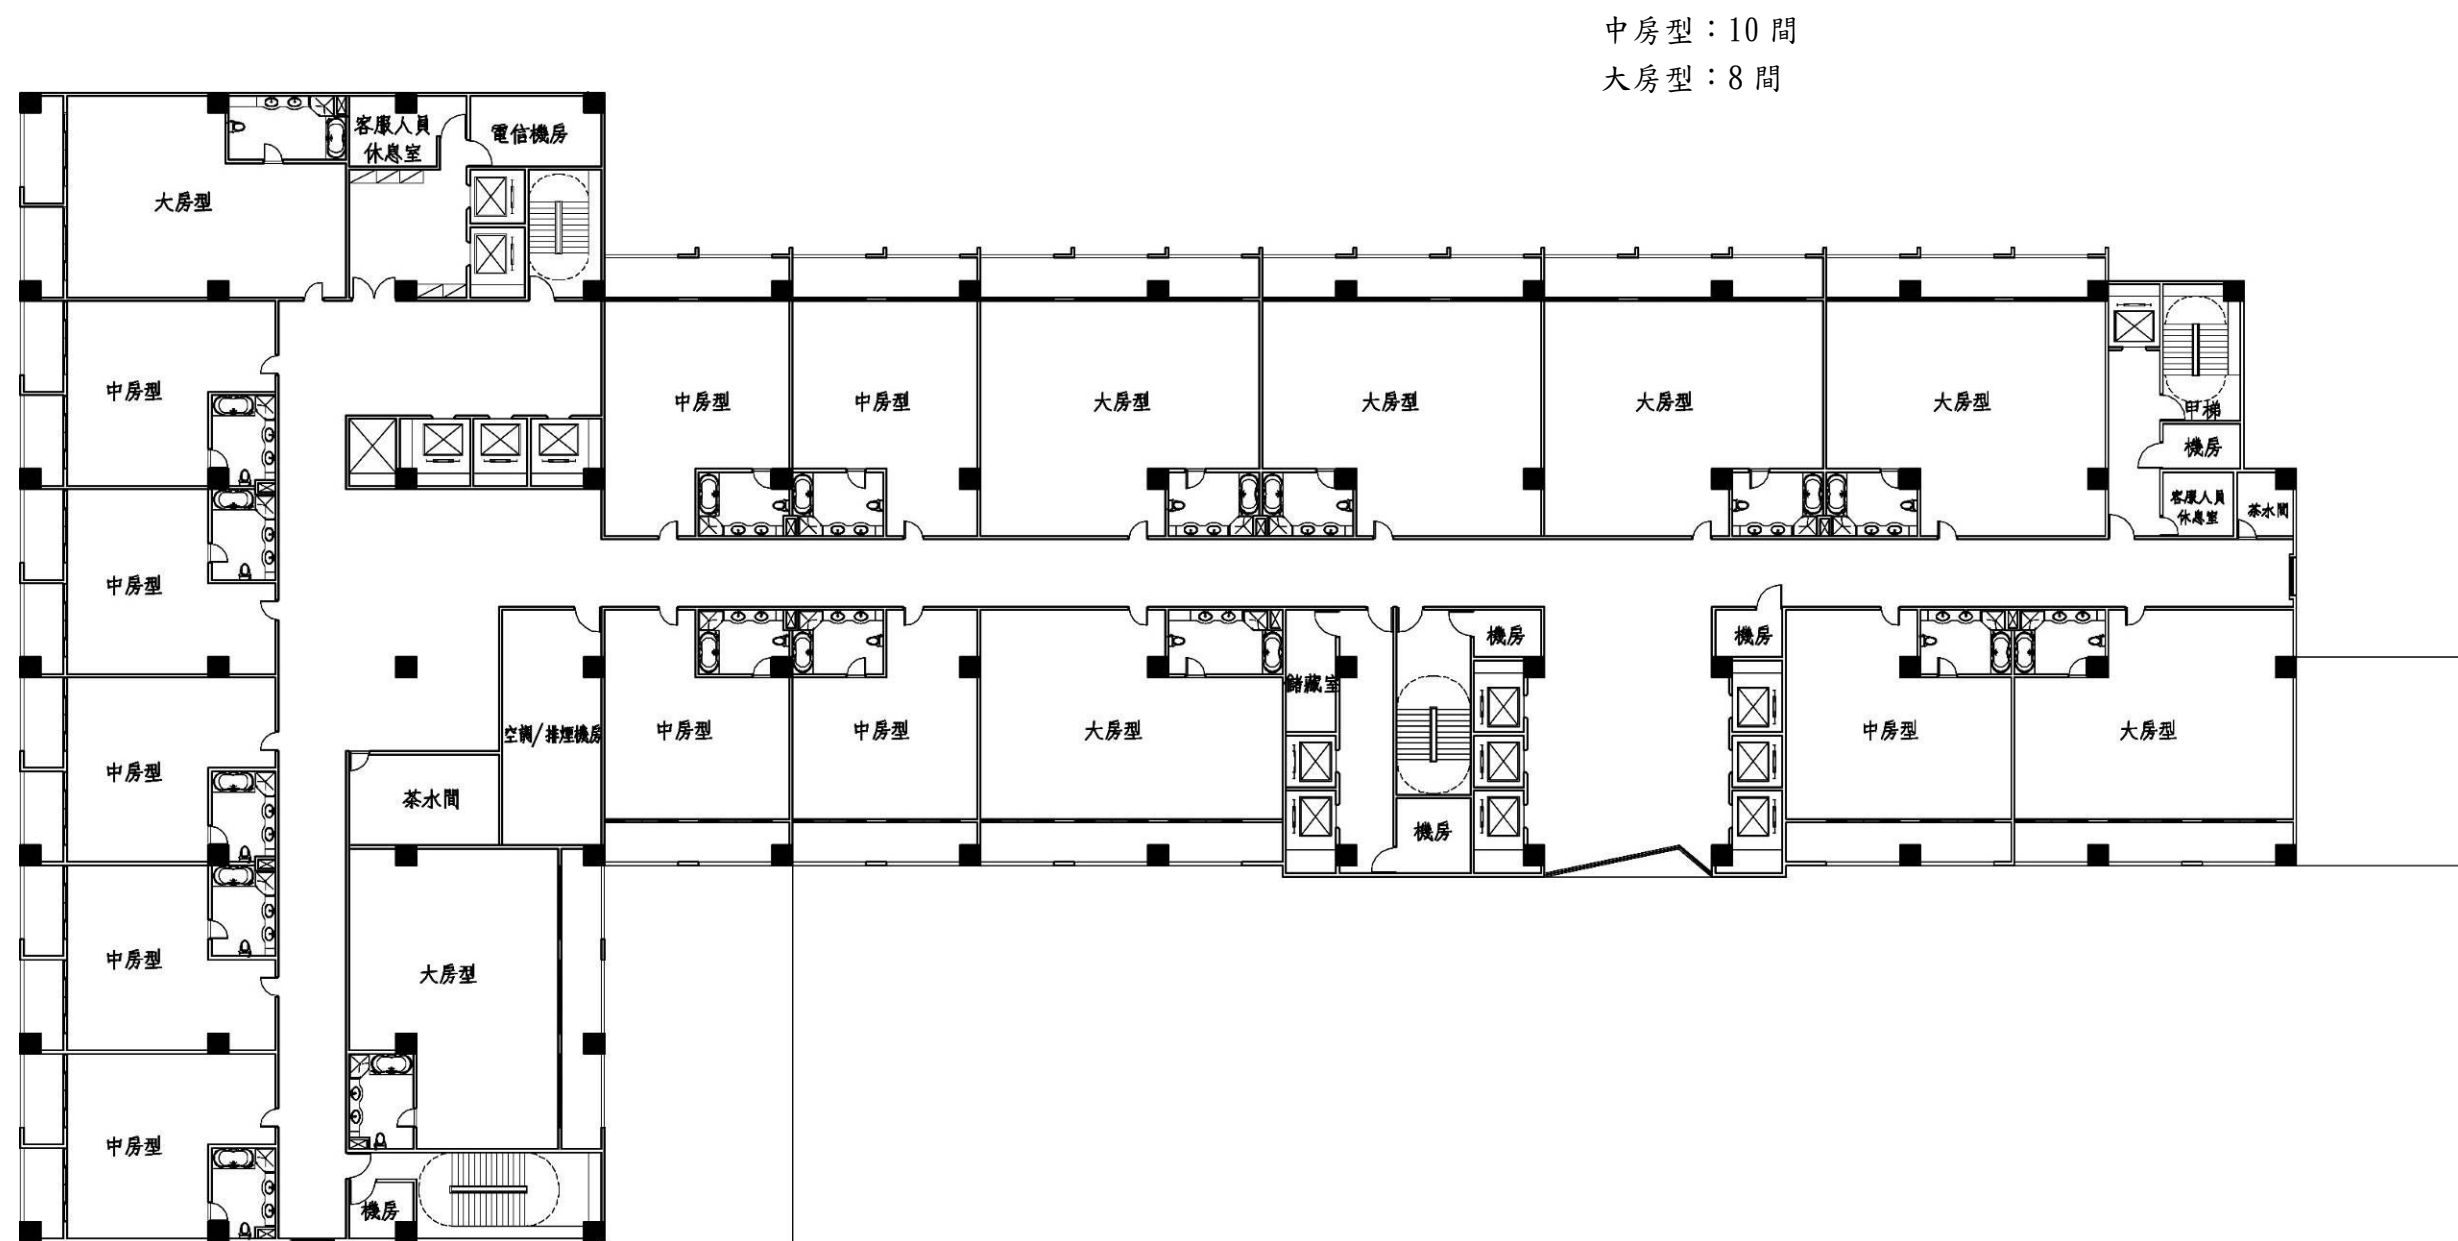 中房型：10 間
大房型：8 間
客服人員
休息室
電信機房
大房型
中房型
中房型
中房型
大房型
大房型
大房型
大房型
甲梯
機房
客服人員
休息室
茶水間
中房型
機房
機房
儲藏室
空調/排煙機房
中房型
中房型
大房型
中房型
大房型
中房型
茶水間
機房
中房型
大房型
中房型
機房